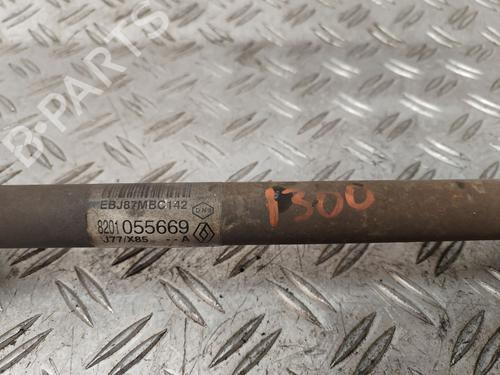 B-PARTS
EBJ87MBC142
8201 055669
J77/X85 - - A
1300